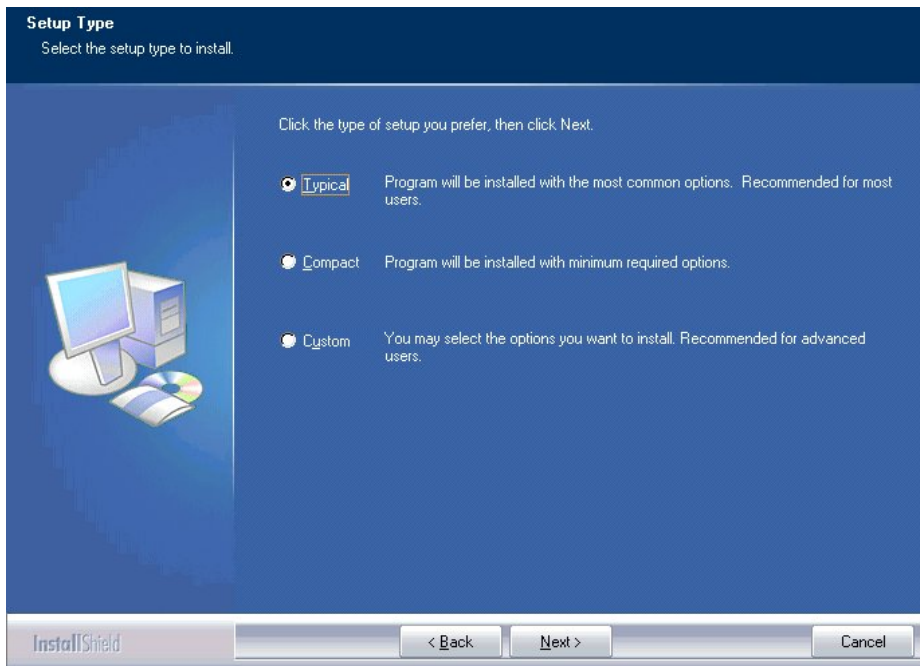 Setup Type
Select the setup type to install.
Click the type of setup you prefer, then click Next.
Typical
Program will be installed with the most common options. Recommended for most
users.
Compact
Program will be installed with minimum required options.
Custom
You may select the options you want to install. Recommended for advanced
users.
InstallShield
< Back
Next >
Cancel